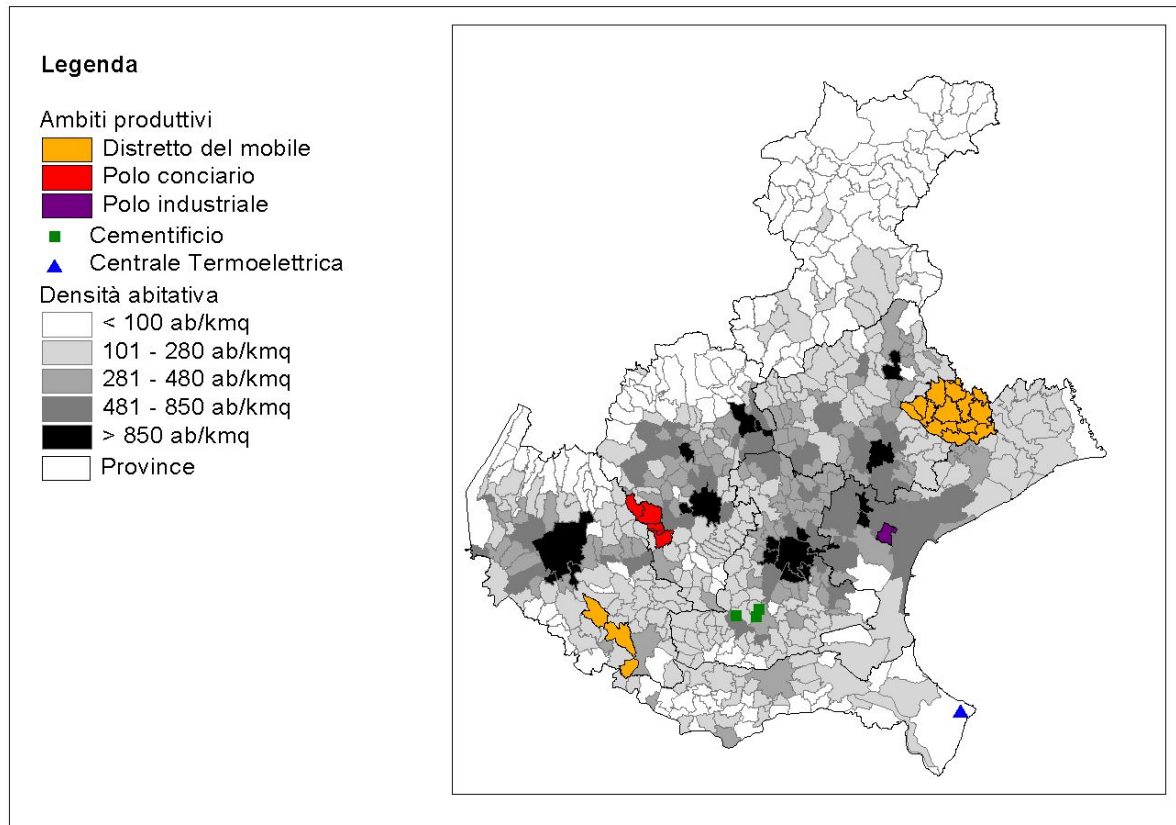 Legenda
Ambiti produttivi
Distretto del mobile
Polo conciario
Polo industriale
Cementificio
Centrale Termoelettrica
Densità abitativa
< 100 ab/kmq
101 - 280 ab/kmq
281 - 480 ab/kmq
481 - 850 ab/kmq
> 850 ab/kmq
Province